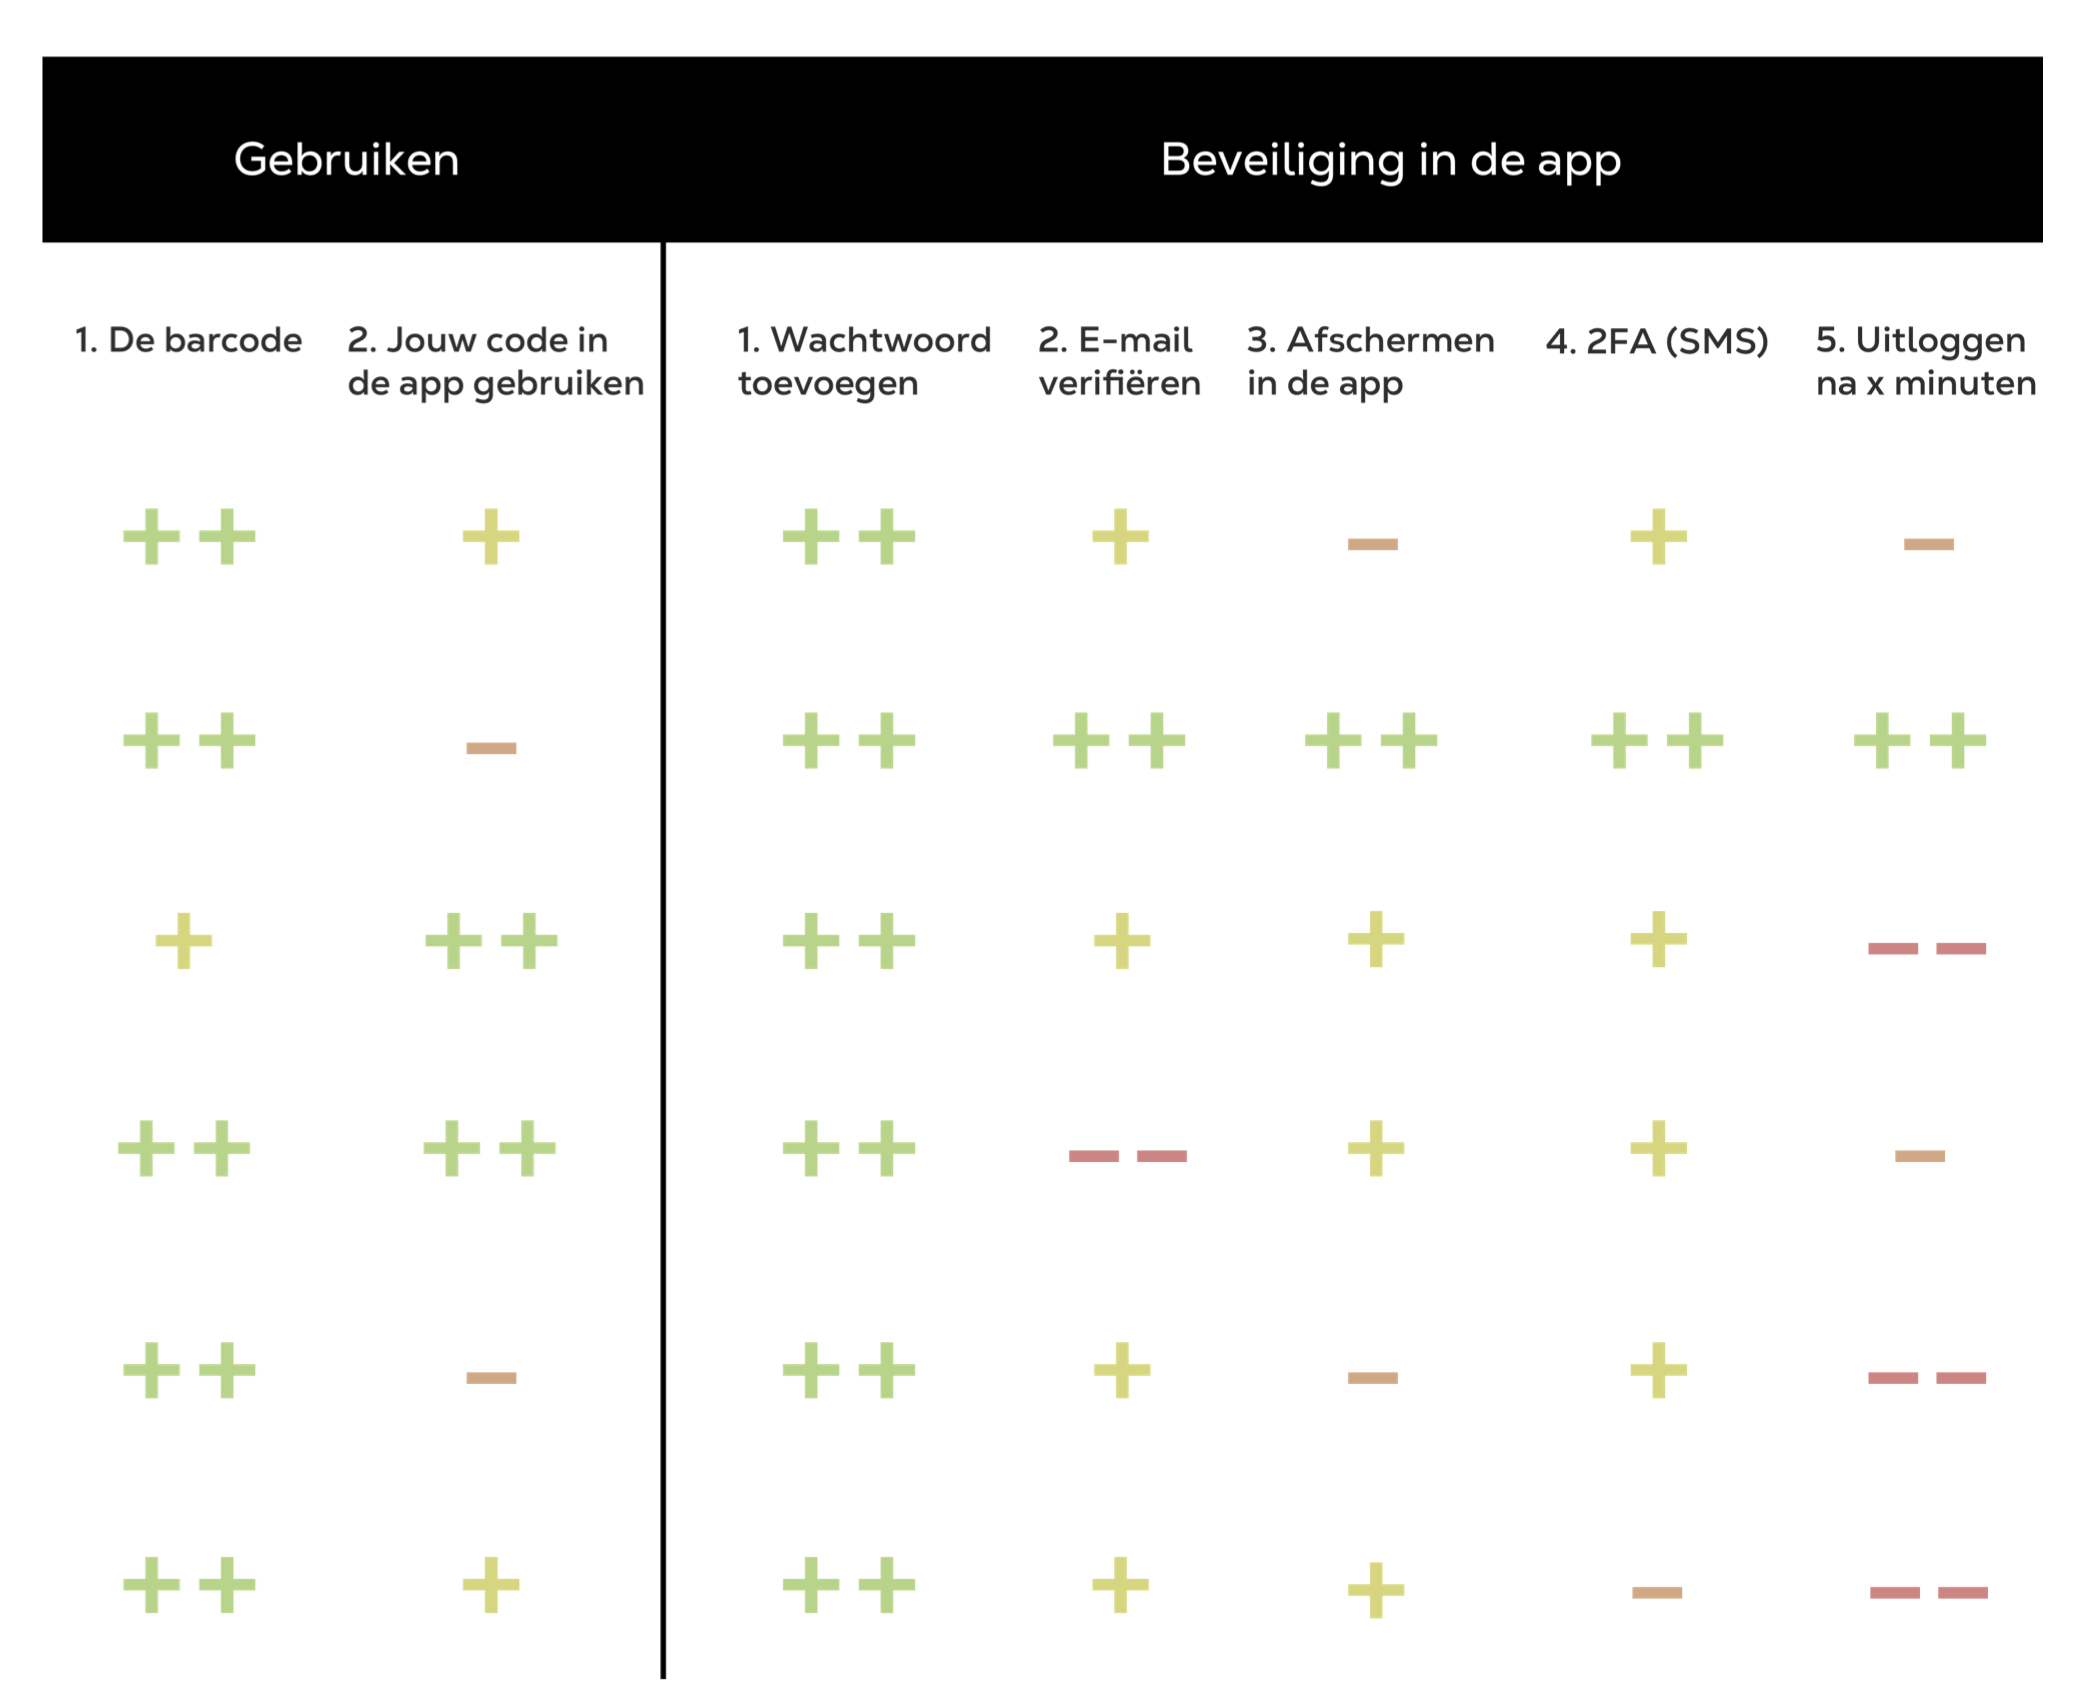 Gebruiken Beveiliging in de app
1. De barcode 2. Jouw code in 1. Wachtwoord 2. E-mail 3. Afschermen 4. 2FA (SMS) 5. Uitloggen
de app gebruiken toevoegen verifiëren in de app na x minuten
++ + ++ + – + –
++ – ++ ++ ++ ++ ++
+ ++ ++ + + + – –
++ ++ ++ – – + + –
++ – ++ + – + – –
++ + ++ + + – – –